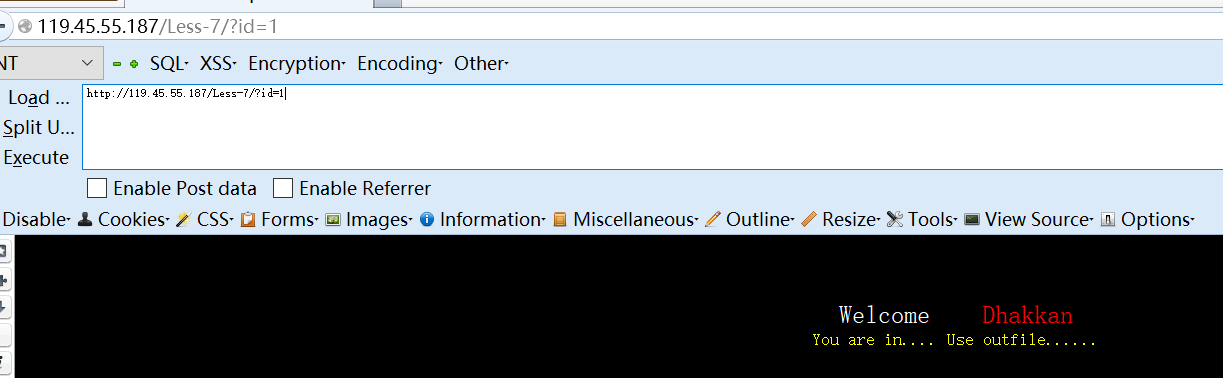 119.45.55.187/Less-7/?id=1
NT SQL- XSS- Encryption- Encoding- Other-
Load ...
http://119.45.55.187/Less-7/?id=1
Split U...
Execute
Enable Post data Enable Referrer
Disable- Cookies- CSS- Forms- Images- Information- Miscellaneous- Outline- Resize- Tools- View Source- Options-
Welcome Dhakkan
You are in.... Use outfile......